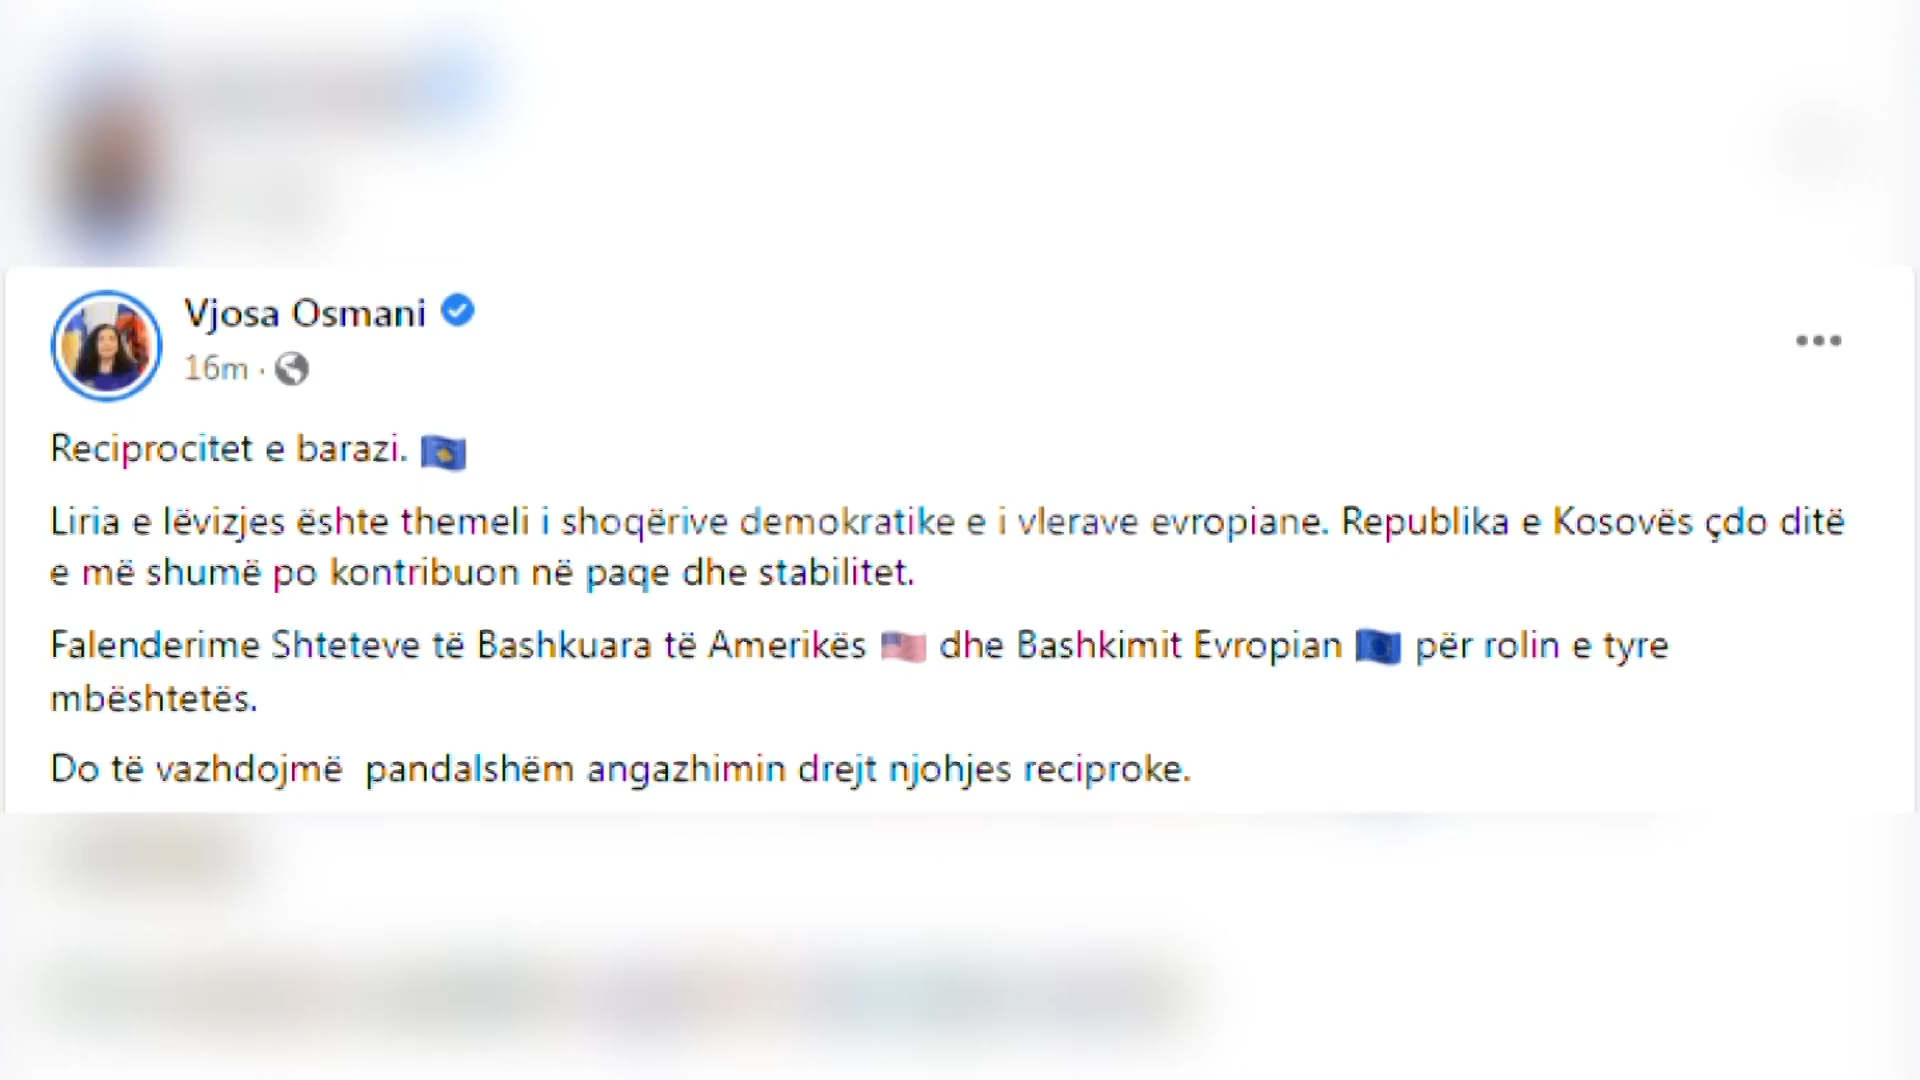 Vjosa Osmani
16m ·
Reciprocitet e barazi. 🇽🇰
Liria e lëvizjes është themeli i shoqërive demokratike e i vlerave evropiane. Republika e Kosovës çdo ditë
e më shumë po kontribuon në paqe dhe stabilitet.
Falenderime Shteteve të Bashkuara të Amerikës 🇺🇸 dhe Bashkimit Evropian 🇪🇺 për rolin e tyre
mbështetës.
Do të vazhdojmë  pandalshëm angazhimin drejt njohjes reciproke.